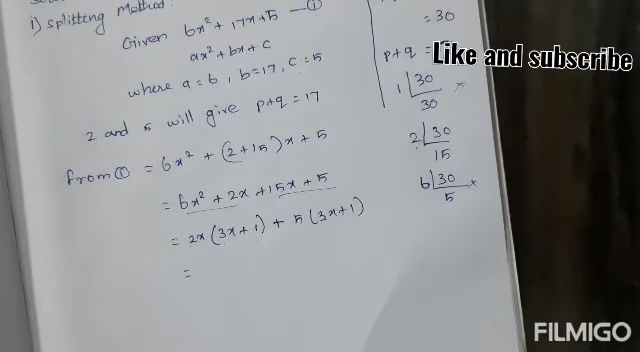 i) Splitting Method:
Given 6x² + 17x + 5 — ①
ax² + bx + c
where a = 6, b = 17, c = 5
2 and 5 will give p+q = 17
from ① = 6x² + (2+15)x + 5
= 6x² + 2x + 15x + 5
= 2x(3x+1) + 5(3x+1)
=
= 30
p+q =
1 | 30
30 ×
2 | 30
15
6 | 30
5 ×
Like and subscribe
FILMIGO